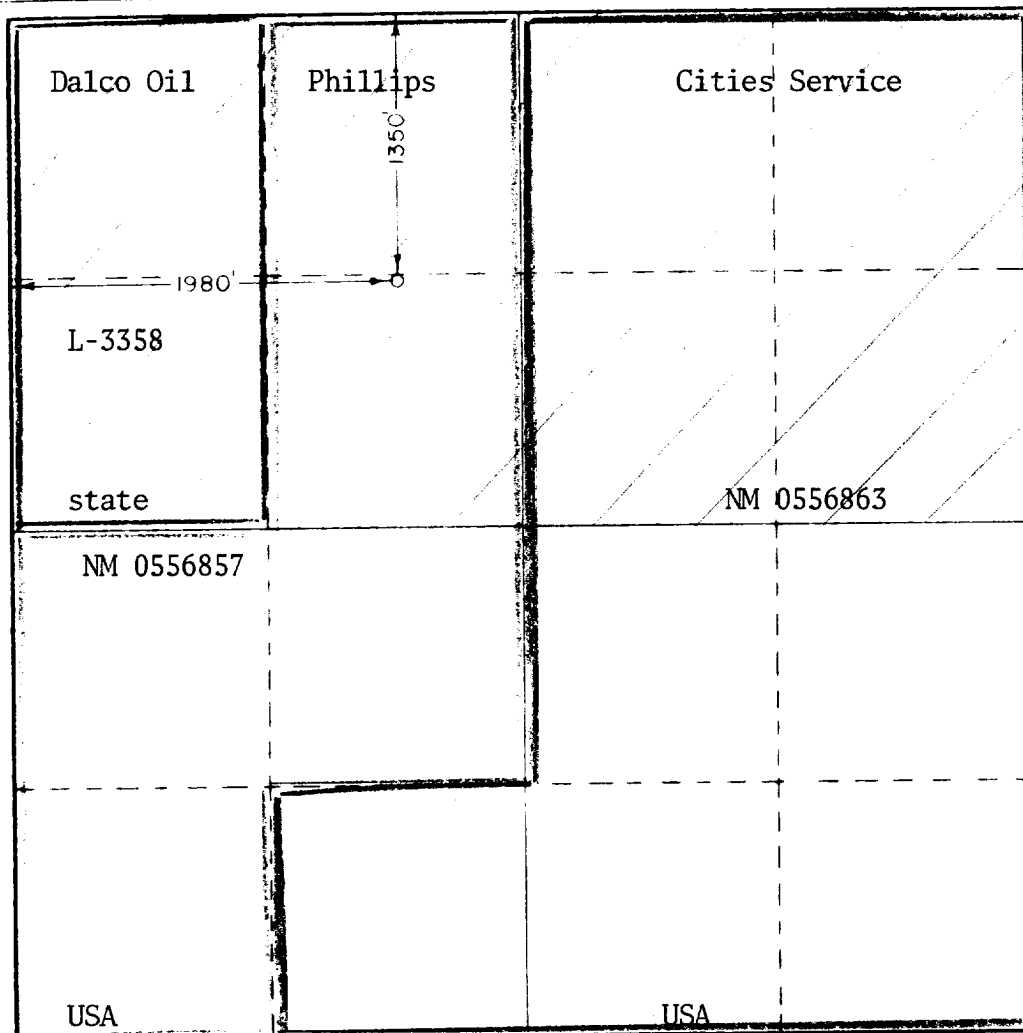 Dalco Oil
Phillips
Cities Service
1350'
1980'
L-3358
state
NM 0556863
NM 0556857
USA
USA